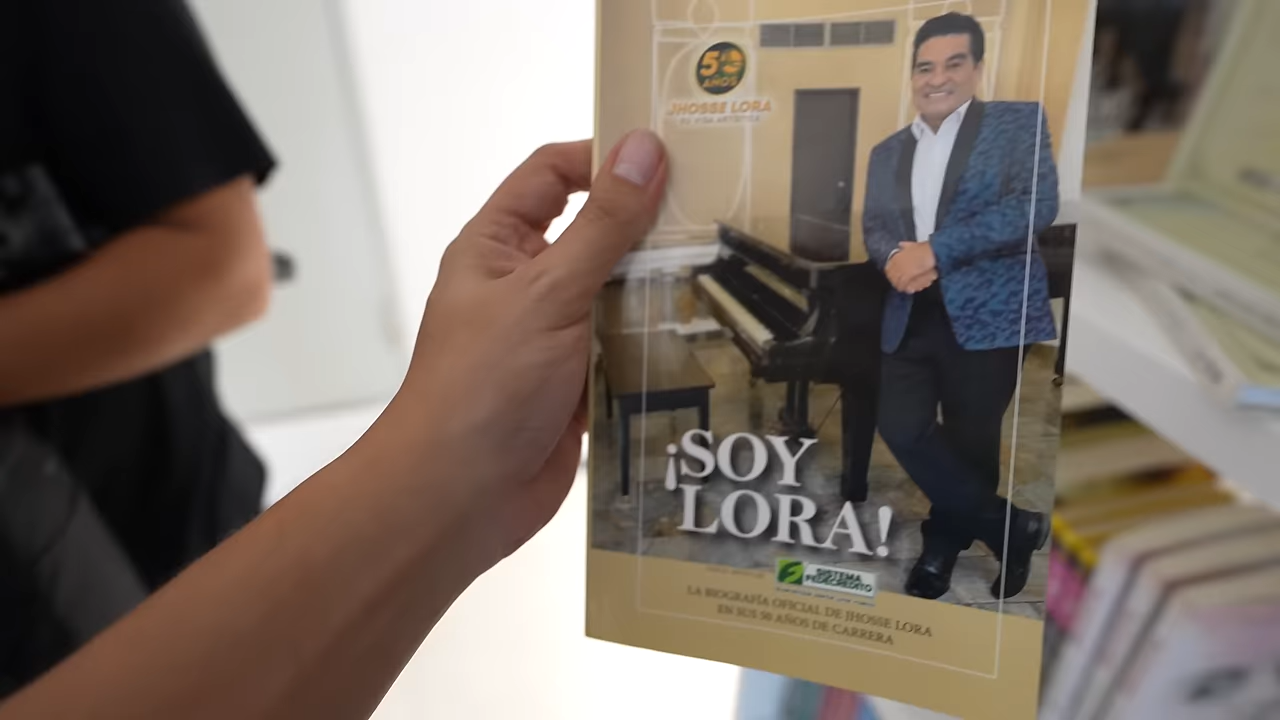 50
AÑOS
JHOSSE LORA
DE VIDA ARTÍSTICA
¡SOY
LORA!
SISTEMA
FEDECRÉDITO
LA BIOGRAFÍA OFICIAL DE JHOSSE LORA
EN SUS 50 AÑOS DE CARRERA